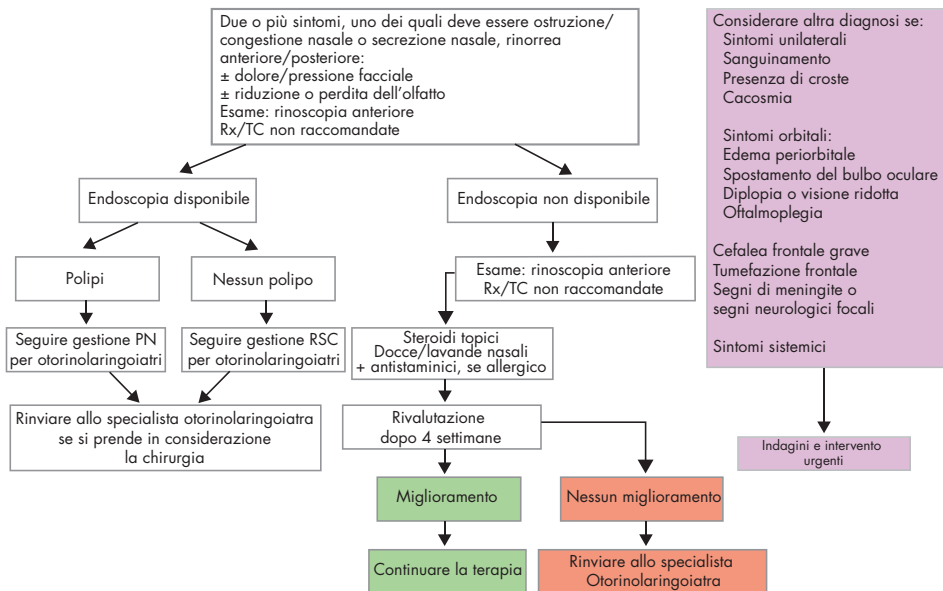 Due o più sintomi, uno dei quali deve essere ostruzione/
congestione nasale o secrezione nasale, rinorrea
anteriore/posteriore:
± dolore/pressione facciale
± riduzione o perdita dell'olfatto
Esame: rinoscopia anteriore
Rx/TC non raccomandate
Endoscopia disponibile
Endoscopia non disponibile
Polipi
Nessun polipo
Esame: rinoscopia anteriore
Rx/TC non raccomandate
Seguire gestione PN
per otorinolaringoiatri
Seguire gestione RSC
per otorinolaringoiatri
Steroidi topici
Docce/lavande nasali
+ antistaminici, se allergico
Rinviare allo specialista otorinolaringoiatra
se si prende in considerazione
la chirurgia
Rivalutazione
dopo 4 settimane
Miglioramento
Nessun miglioramento
Continuare la terapia
Rinviare allo specialista
Otorinolaringoiatra
Considerare altra diagnosi se:
Sintomi unilaterali
Sanguinamento
Presenza di croste
Cacosmia
Sintomi orbitali:
Edema periorbitale
Spostamento del bulbo oculare
Diplopia o visione ridotta
Oftalmoplegia
Cefalea frontale grave
Tumefazione frontale
Segni di meningite o
segni neurologici focali
Sintomi sistemici
Indagini e intervento
urgenti